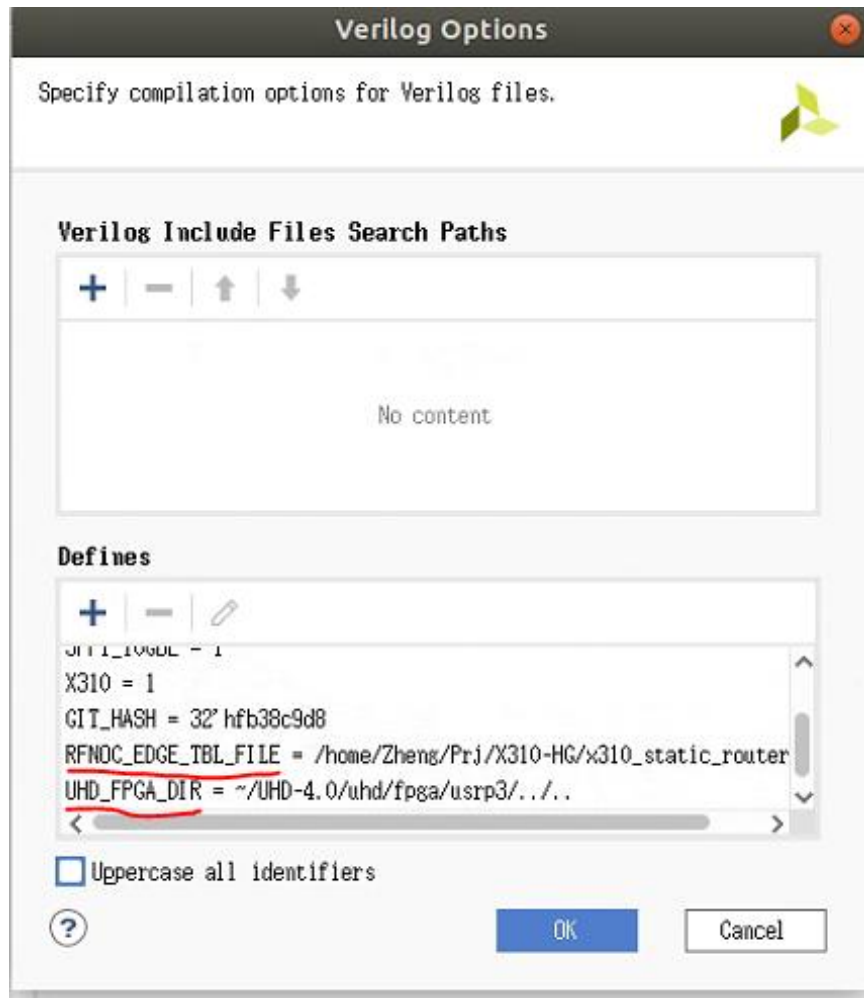 Verilog Options
Specify compilation options for Verilog files.
Verilog Include Files Search Paths
No content
Defines
X310 = 1
GIT_HASH = 32'hfb38c9d8
RFNOC_EDGE_TBL_FILE = /home/Zheng/Prj/X310-HG/x310_static_router
UHD_FPGA_DIR = ~/UHD-4.0/uhd/fpga/usrp3/../..
Uppercase all identifiers
?
OK
Cancel